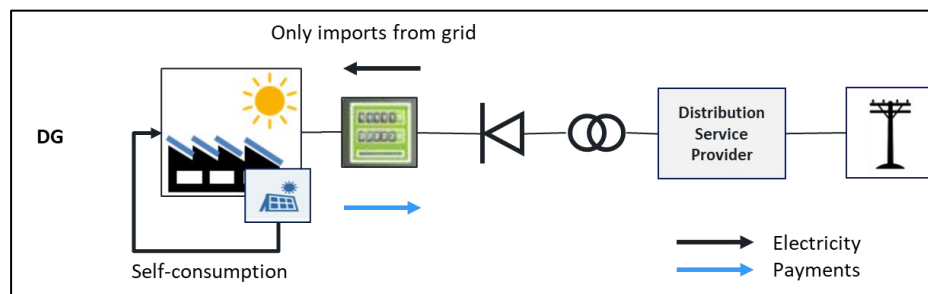 Only imports from grid
DG
Distribution
Service
Provider
Self-consumption
Electricity
Payments